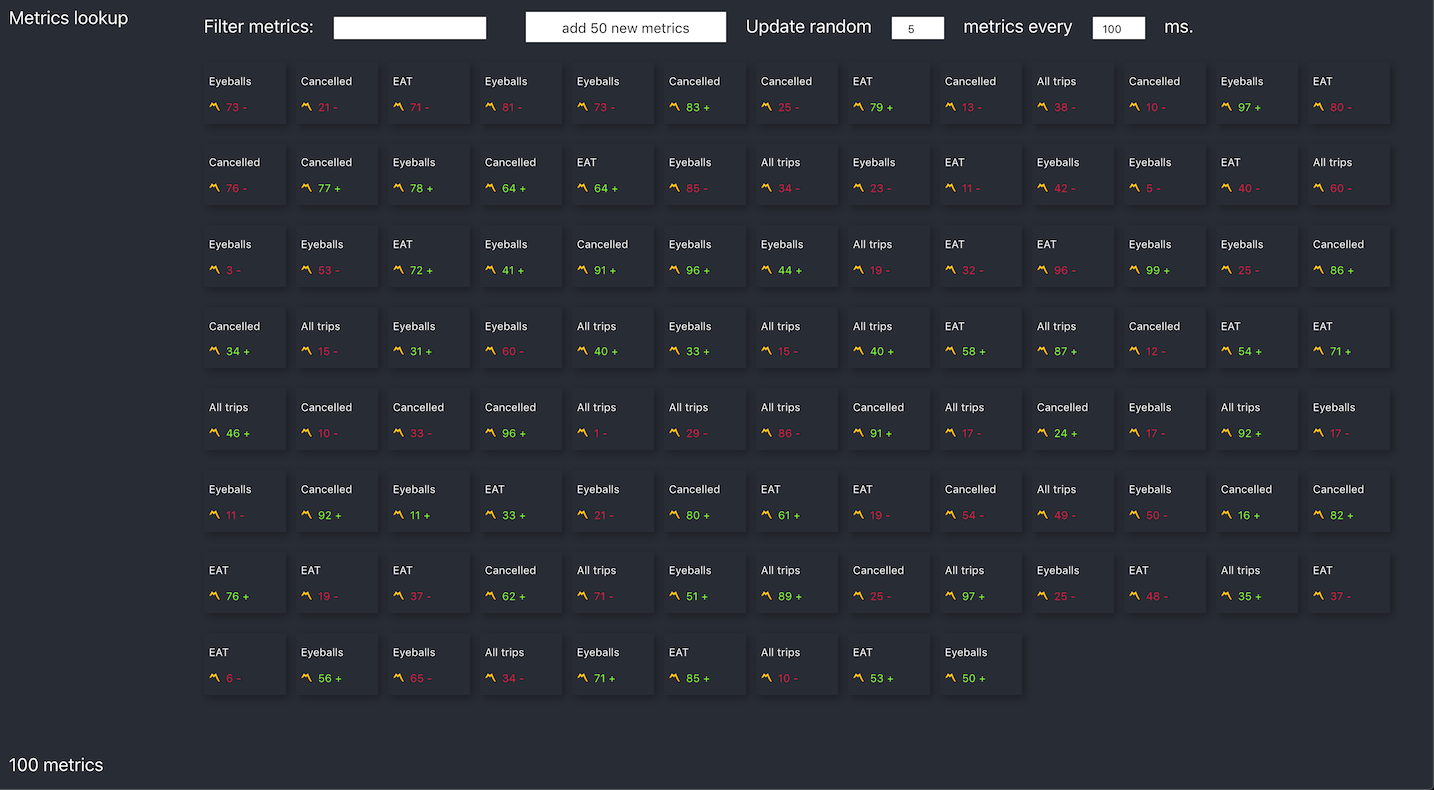 Metrics lookup
Filter metrics: add 50 new metrics Update random 5 metrics every 100 ms.
Eyeballs Cancelled EAT Eyeballs Eyeballs Cancelled Cancelled EAT Cancelled All trips Cancelled Eyeballs EAT
73 - 21 - 71 - 81 - 73 - 83 + 25 - 79 + 13 - 38 - 10 - 97 + 80 -
Cancelled Cancelled Eyeballs Cancelled EAT Eyeballs All trips Eyeballs EAT Eyeballs Eyeballs EAT All trips
76 - 77 + 78 + 64 + 64 + 85 - 34 - 23 - 11 - 42 - 5 - 40 - 60 -
Eyeballs Eyeballs EAT Eyeballs Cancelled Eyeballs Eyeballs All trips EAT EAT Eyeballs Eyeballs Cancelled
3 - 53 - 72 + 41 + 91 + 96 + 44 + 19 - 32 - 96 - 99 + 25 - 86 +
Cancelled All trips Eyeballs Eyeballs All trips Eyeballs All trips All trips EAT All trips Cancelled EAT EAT
34 + 15 - 31 + 60 - 40 + 33 + 15 - 40 + 58 + 87 + 12 - 54 + 71 +
All trips Cancelled Cancelled Cancelled All trips All trips All trips Cancelled All trips Cancelled Eyeballs All trips Eyeballs
46 + 10 - 33 - 96 + 1 - 29 - 86 - 91 + 17 - 24 + 17 - 92 + 17 -
Eyeballs Cancelled Eyeballs EAT Eyeballs Cancelled EAT EAT Cancelled All trips Eyeballs Cancelled Cancelled
11 - 92 + 11 + 33 + 21 - 80 + 61 + 19 - 54 - 49 - 50 - 16 + 82 +
EAT EAT EAT Cancelled All trips Eyeballs All trips Cancelled All trips Eyeballs EAT All trips EAT
76 + 19 - 37 - 62 + 71 - 51 + 89 + 25 - 97 + 25 - 48 - 35 + 37 -
EAT Eyeballs Eyeballs All trips Eyeballs EAT All trips EAT Eyeballs
6 - 56 + 65 - 34 - 71 + 85 + 10 - 53 + 50 +
100 metrics